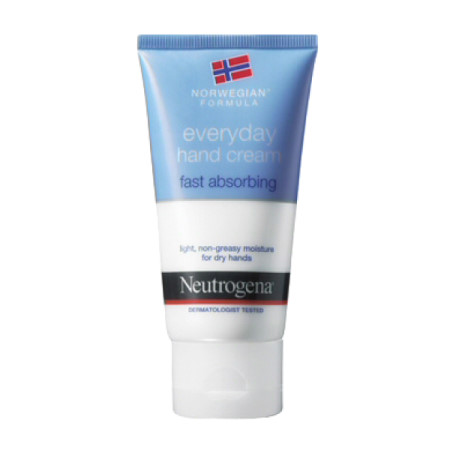 NORWEGIAN®
FORMULA
everyday
hand cream
fast absorbing
light, non-greasy moisture
for dry hands
Neutrogena®
DERMATOLOGIST TESTED